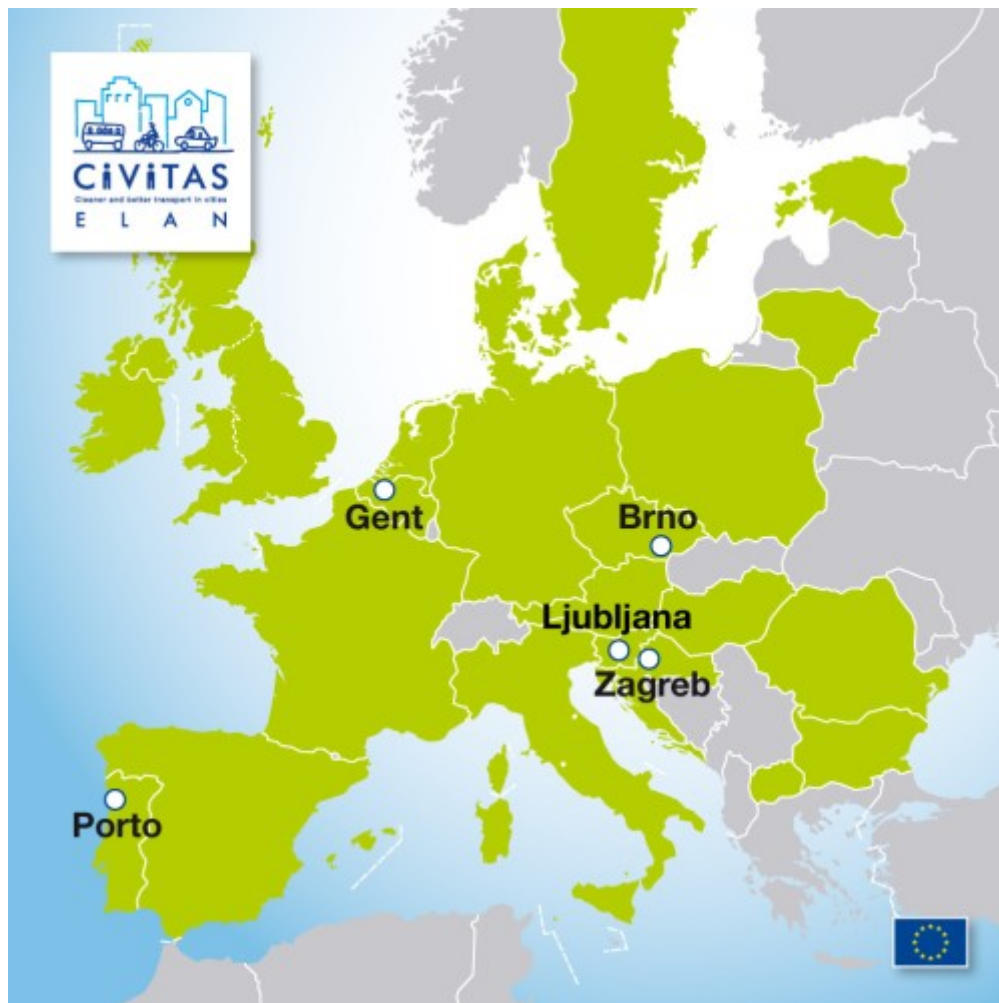 CiViTAS
Cleaner and better transport in cities
E L A N
Gent
Brno
Ljubljana
Zagreb
Porto